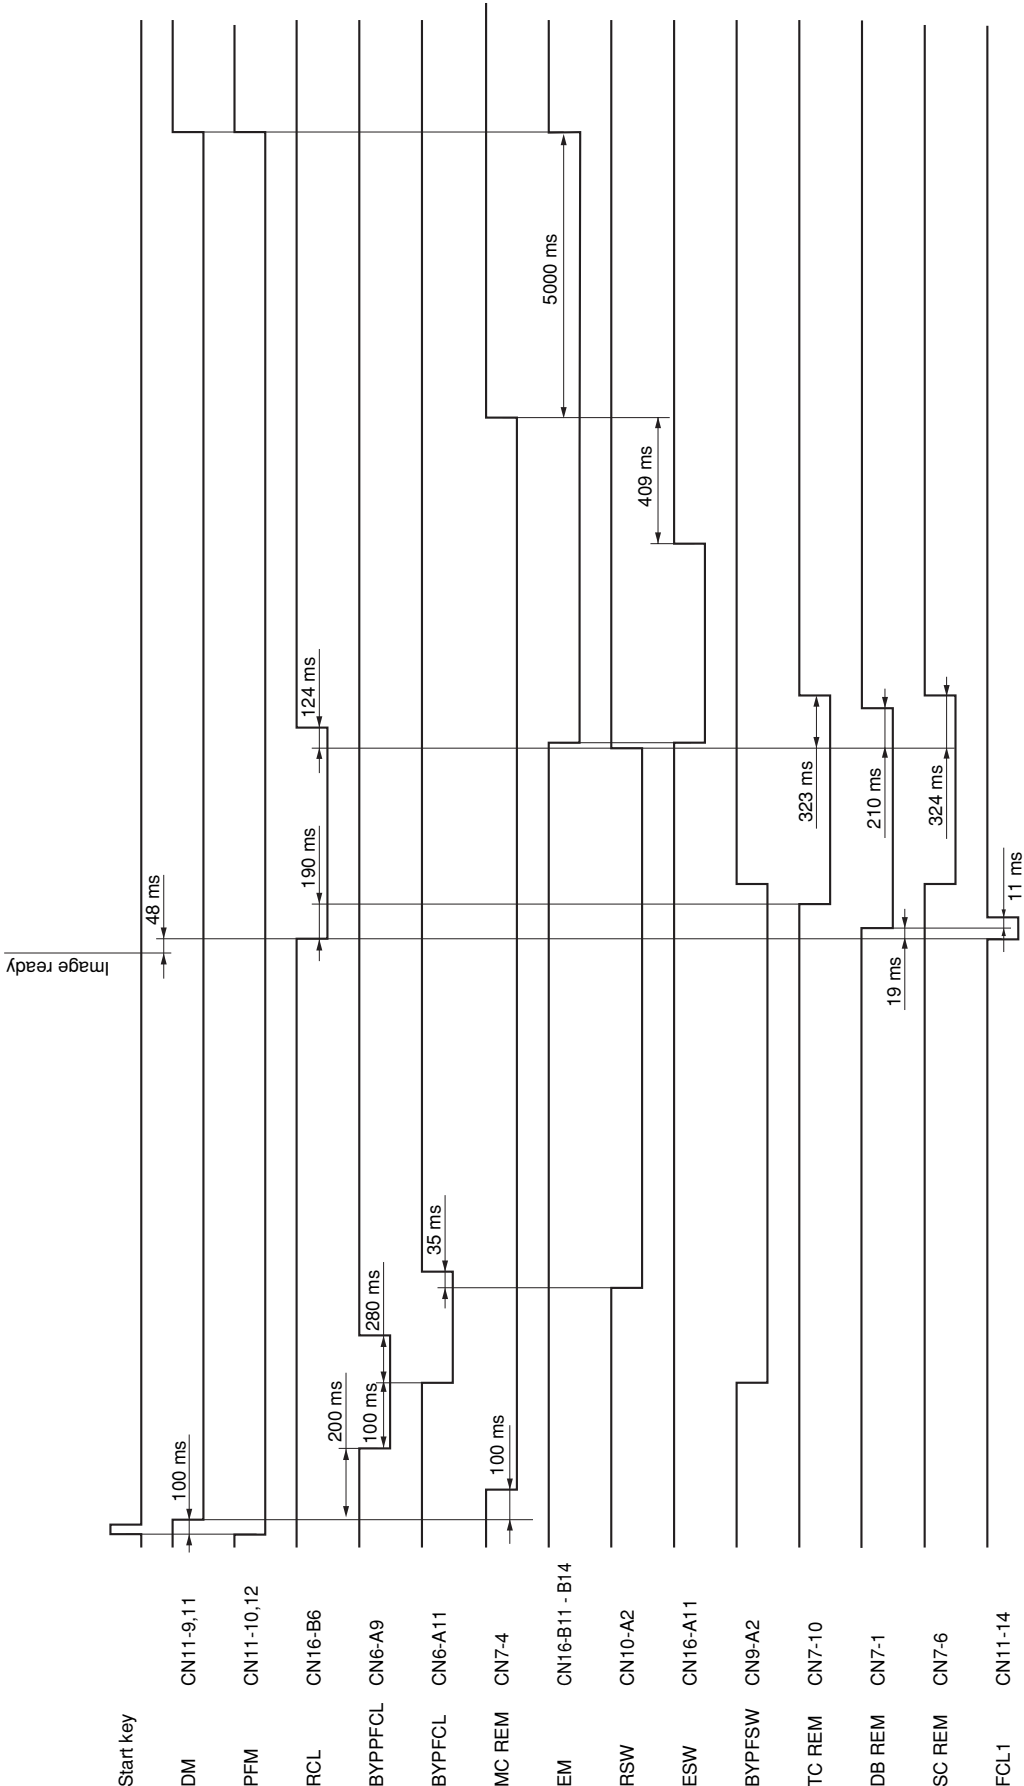 Start key
DM CN11-9,11
PFM CN11-10,12
RCL CN16-B6
BYPPFCL CN6-A9
BYPFCL CN6-A11
MC REM CN7-4
EM CN16-B11 - B14
RSW CN10-A2
ESW CN16-A11
BYPFSW CN9-A2
TC REM CN7-10
DB REM CN7-1
SC REM CN7-6
FCL1 CN11-14
Image ready
48 ms
100 ms
190 ms
124 ms
200 ms
100 ms
280 ms
35 ms
100 ms
5000 ms
409 ms
323 ms
19 ms
210 ms
324 ms
11 ms